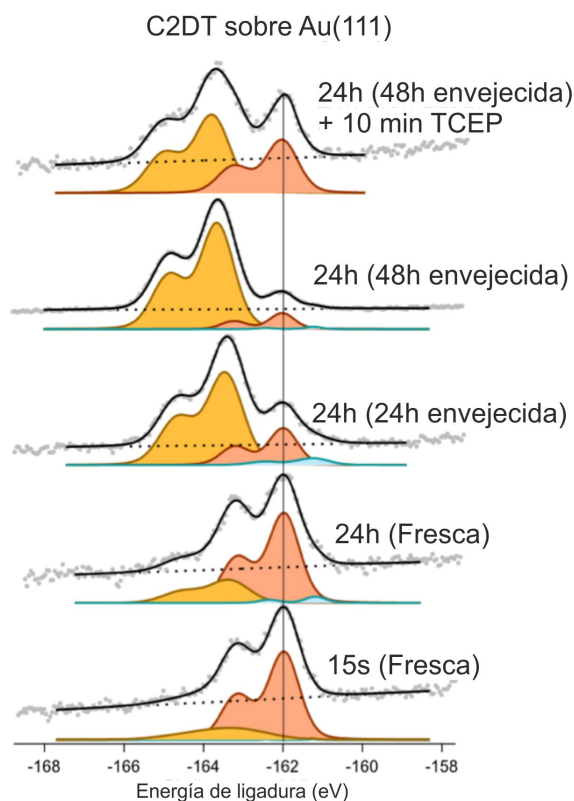 C2DT sobre Au(111)
24h (48h envejecida)
+ 10 min TCEP
24h (48h envejecida)
24h (24h envejecida)
24h (Fresca)
15s (Fresca)
-168 -166 -164 -162 -160 -158
Energía de ligadura (eV)